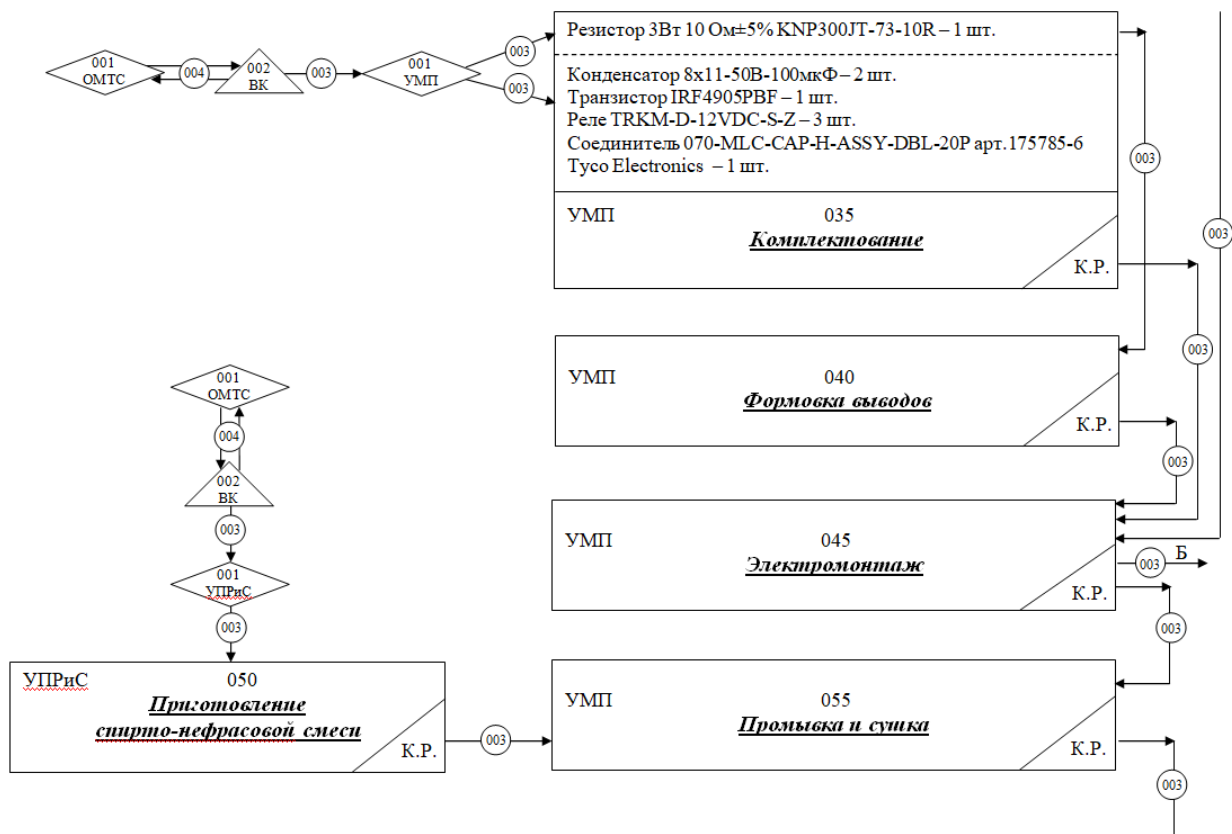 Резистор 3Вт 10 Ом±5% KNP300JT-73-10R – 1 шт.
003
001
ОМТС
004
002
ВК
003
001
УМП
003
Конденсатор 8х11-50В-100мкФ – 2 шт.
Транзистор IRF4905PBF – 1 шт.
Реле TRKM-D-12VDC-S-Z – 3 шт.
Соединитель 070-MLC-CAP-H-ASSY-DBL-20P арт.175785-6
Tyco Electronics – 1 шт.
003
УМП 035
Комплектование
К.Р.
003
003
УМП 040
Формовка выводов
К.Р.
001
ОМТС
004
002
ВК
003
003
УМП 045
Электромонтаж
К.Р.
003 Б
001
УПРиС
003
003
УПРиС 050
Приготовление
спирто-нефрасовой смеси
К.Р.
003
УМП 055
Промывка и сушка
К.Р.
003